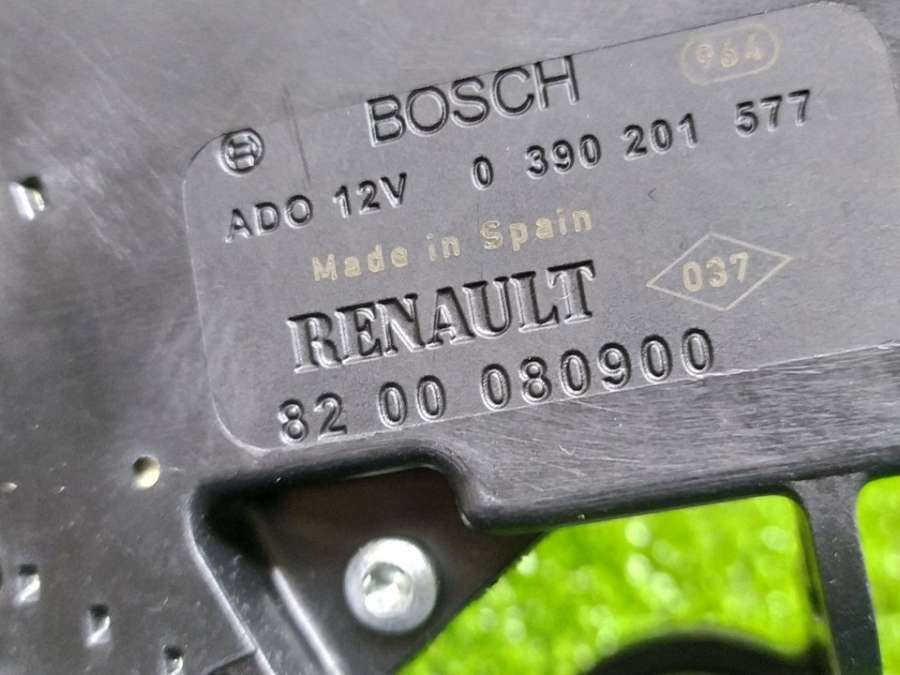 964
BOSCH
ADO 12V 0 390 201 577
Made in Spain
RENAULT 037
82 00 080900